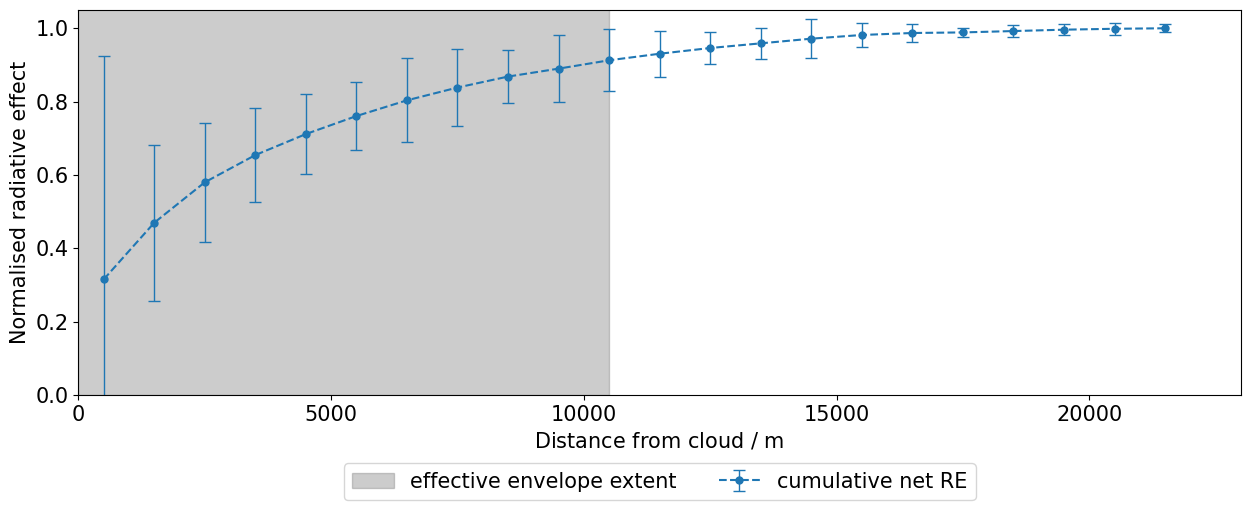 Normalised radiative effect
1.0
0.8
0.6
0.4
0.2
0.0
0 5000 10000 15000 20000
Distance from cloud / m
effective envelope extent cumulative net RE